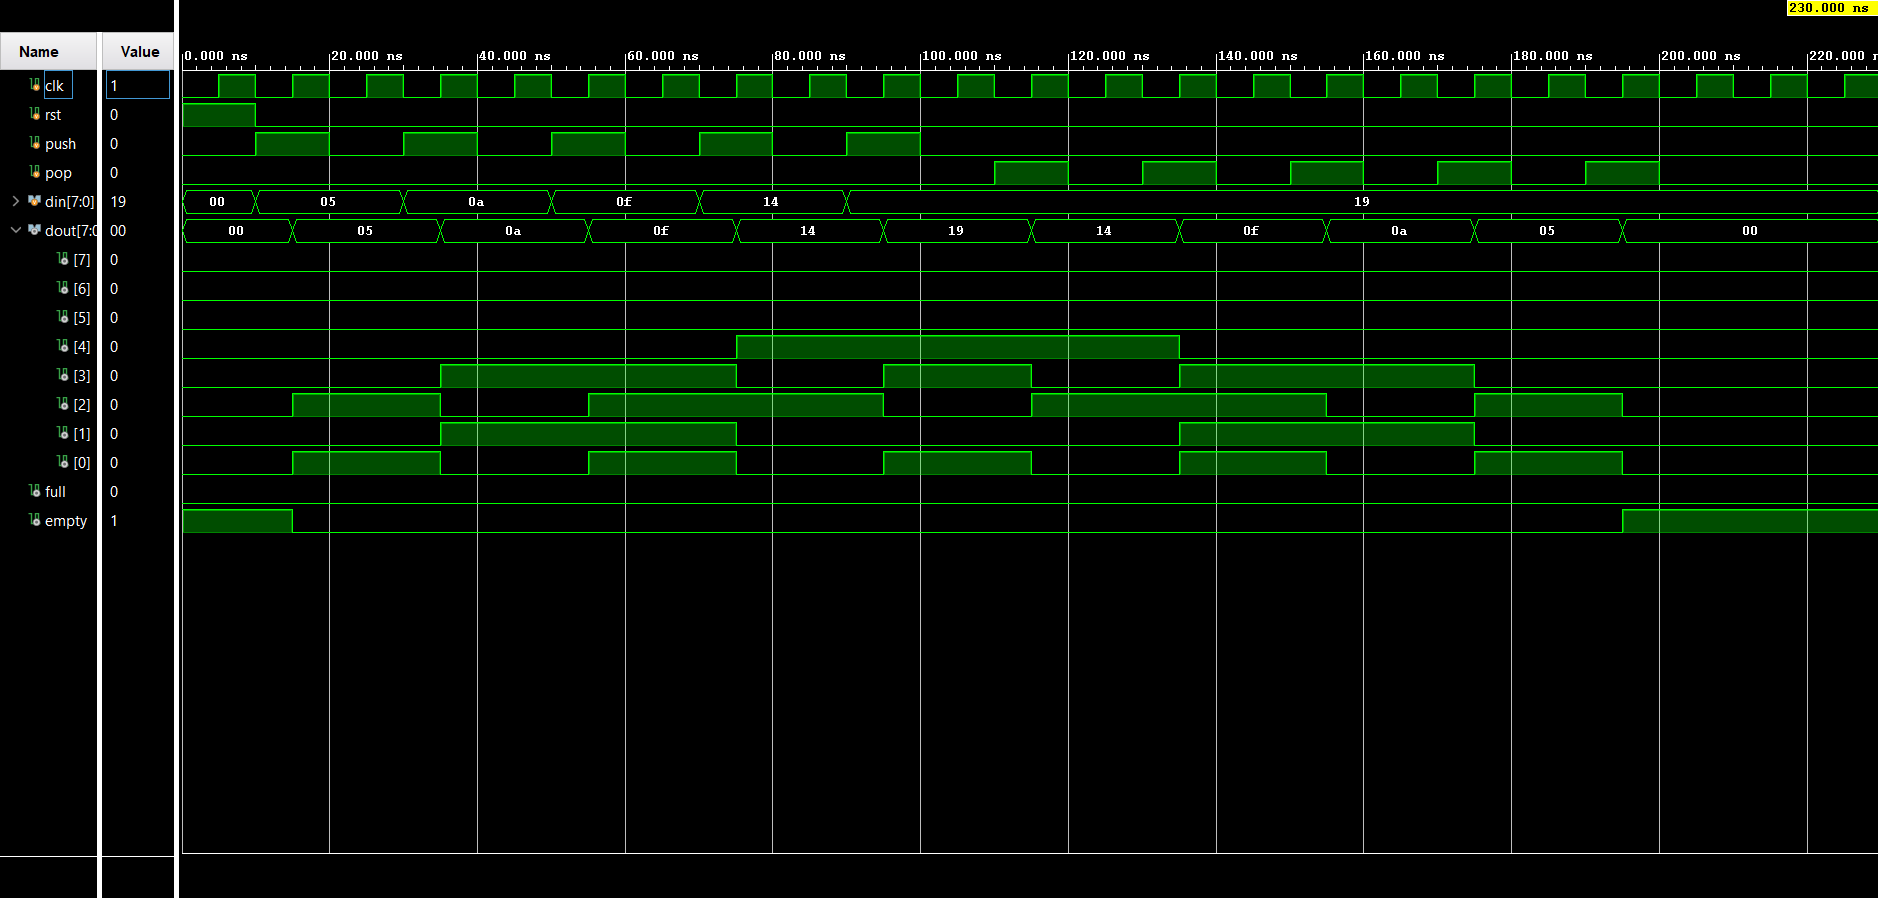 230.000 ns
Name Value
0.000 ns 20.000 ns 40.000 ns 60.000 ns 80.000 ns 100.000 ns 120.000 ns 140.000 ns 160.000 ns 180.000 ns 200.000 ns 220.000 n
clk 1
rst 0
push 0
pop 0
din[7:0] 19 00 05 0a 0f 14 19
dout[7:0 00 00 05 0a 0f 14 19 14 0f 0a 05 00
[7] 0
[6] 0
[5] 0
[4] 0
[3] 0
[2] 0
[1] 0
[0] 0
full 0
empty 1